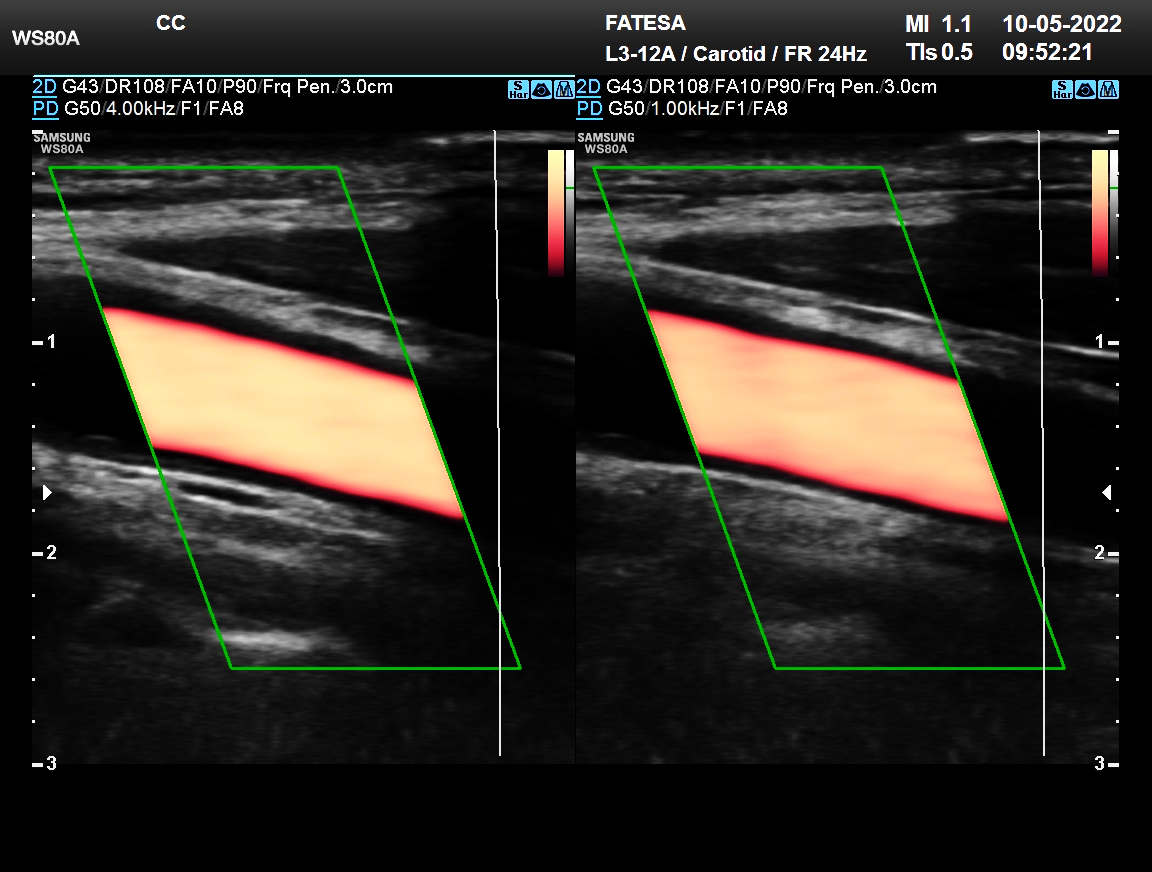 CC
FATESA
MI 1.1
10-05-2022
WS80A
L3-12A / Carotid / FR 24Hz
TIs 0.5
09:52:21
2D G43/DR108/FA10/P90/Frq Pen./3.0cm
S Har
M
2D G43/DR108/FA10/P90/Frq Pen./3.0cm
S Har
M
PD G50/4.00kHz/F1/FA8
PD G50/1.00kHz/F1/FA8
SAMSUNG
WS80A
SAMSUNG
WS80A
1
1
2
2
3
3